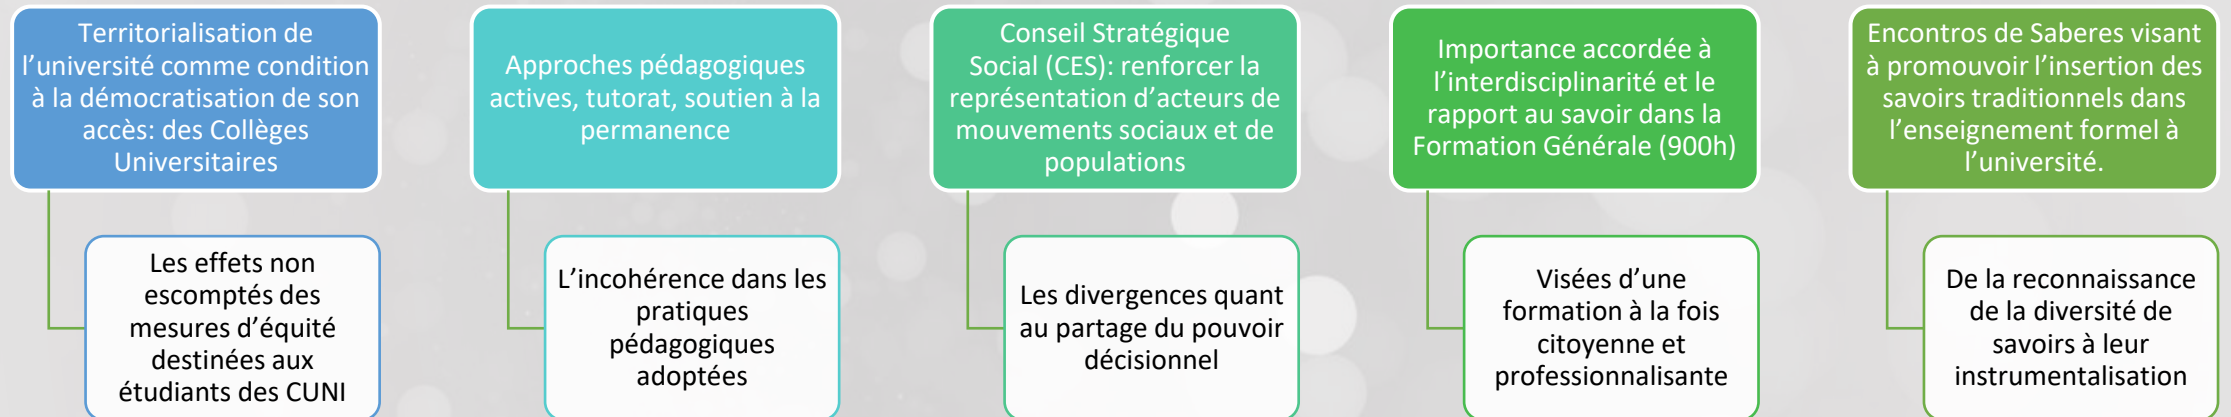 Territorialisation de
l’université comme condition
à la démocratisation de son
accès: des Collèges
Universitaires
Les effets non
escomptés des
mesures d’équité
destinées aux
étudiants des CUNI
Approches pédagogiques
actives, tutorat, soutien à la
permanence
L’incohérence dans les
pratiques
pédagogiques
adoptées
Conseil Stratégique
Social (CES): renforcer la
représentation d’acteurs de
mouvements sociaux et de
populations
Les divergences quant
au partage du pouvoir
décisionnel
Importance accordée à
l’interdisciplinarité et le
rapport au savoir dans la
Formation Générale (900h)
Visées d’une
formation à la fois
citoyenne et
professionnalisante
Encontros de Saberes visant
à promouvoir l’insertion des
savoirs traditionnels dans
l’enseignement formel à
l’université.
De la reconnaissance
de la diversité de
savoirs à leur
instrumentalisation